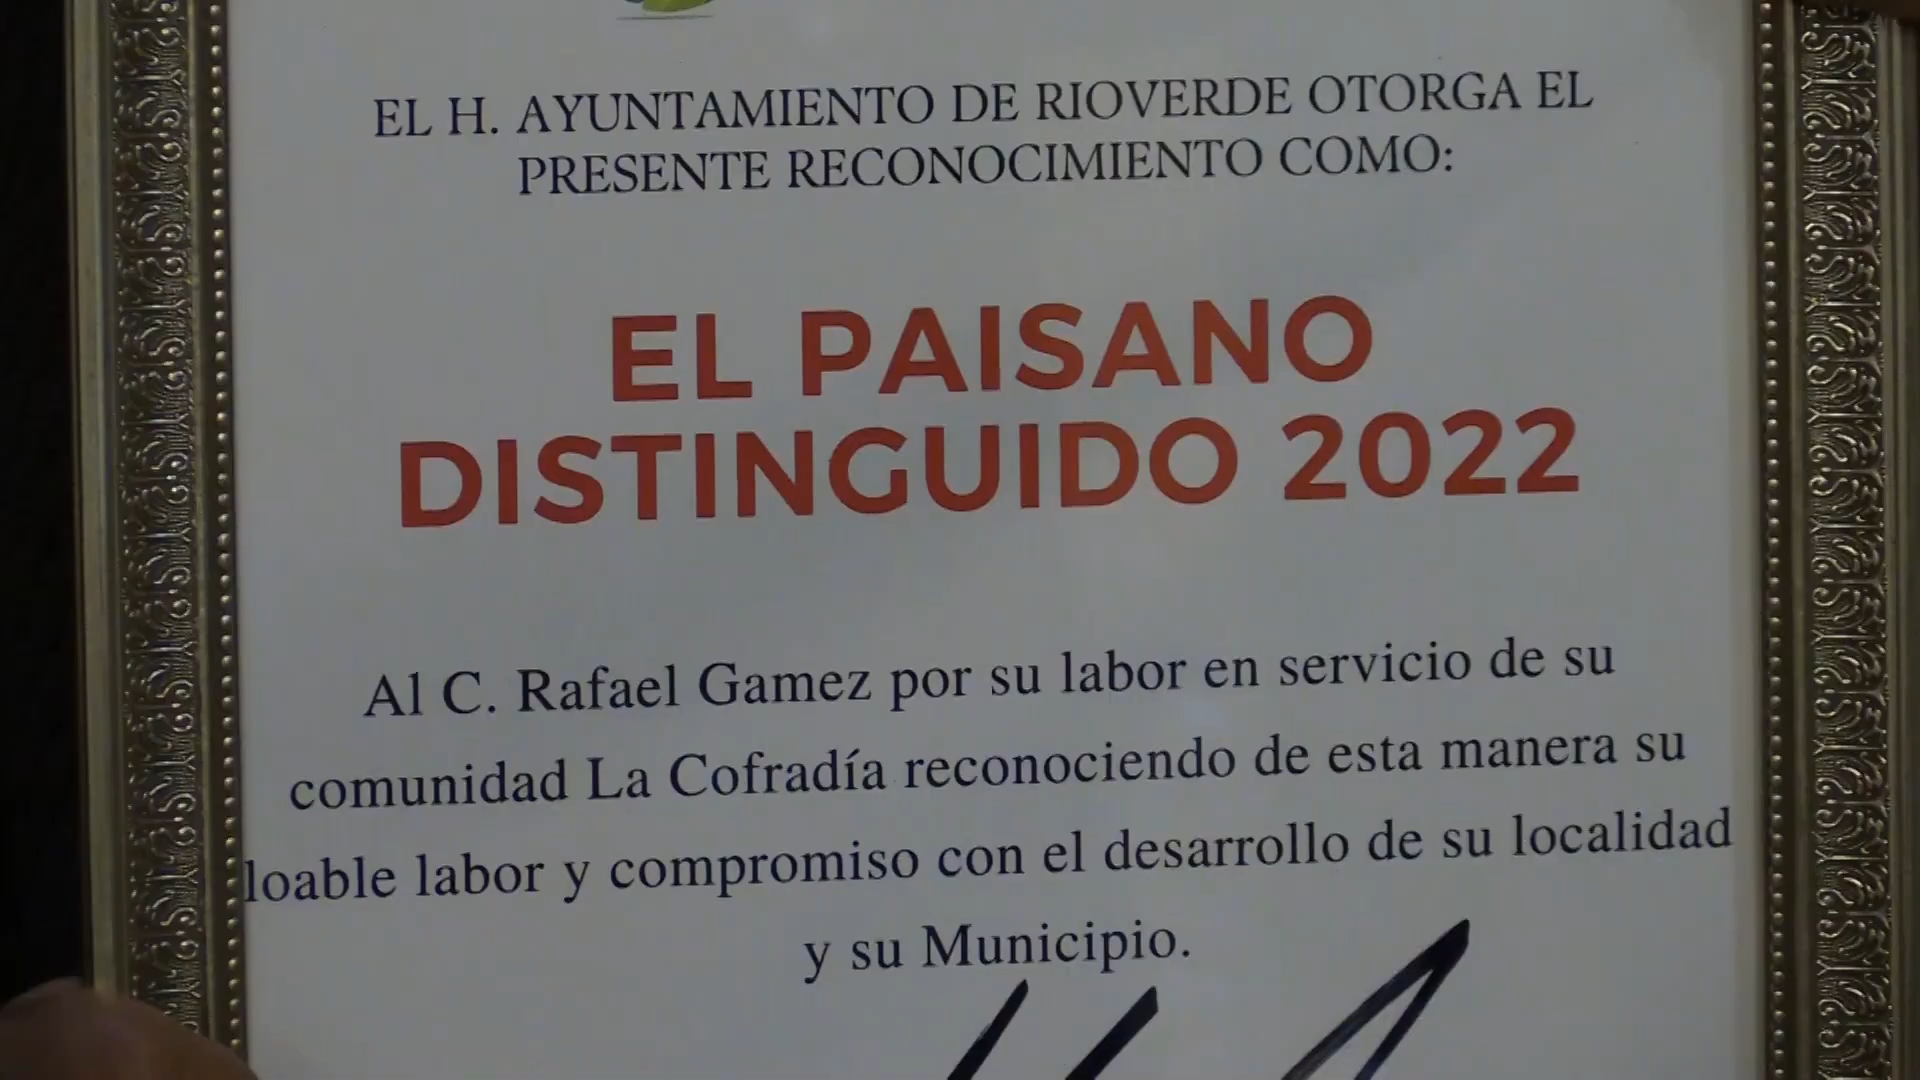 EL H. AYUNTAMIENTO DE RIOVERDE OTORGA EL
PRESENTE RECONOCIMIENTO COMO:
EL PAISANO
DISTINGUIDO 2022
Al C. Rafael Gamez por su labor en servicio de su
comunidad La Cofradía reconociendo de esta manera su
loable labor y compromiso con el desarrollo de su localidad
y su Municipio.